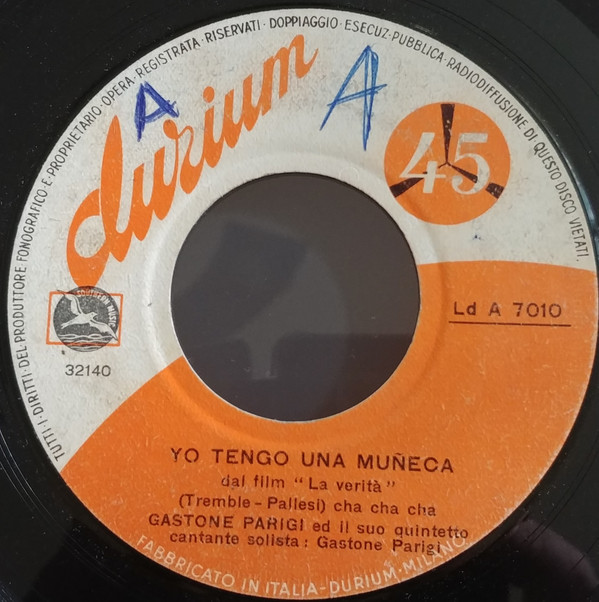 TUTTI·I·DIRITTI·DEL·PRODUTTORE FONOGRAFICO·E·PROPRIETARIO·OPERA·REGISTRATA·RISERVATI·DOPPIAGGIO·ESECUZ·PUBBLICA·RADIODIFFUSIONE DI QUESTO DISCO VIETATI.
A A
durium
45
SOUTHERN MUSIC
32140
Ld A 7010
YO TENGO UNA MUÑECA
dal film "La verità"
(Tremble - Pallesi) cha cha cha
GASTONE PARIGI ed il suo quintetto
cantante solista: Gastone Parigi
FABBRICATO IN ITALIA-DURIUM-MILANO